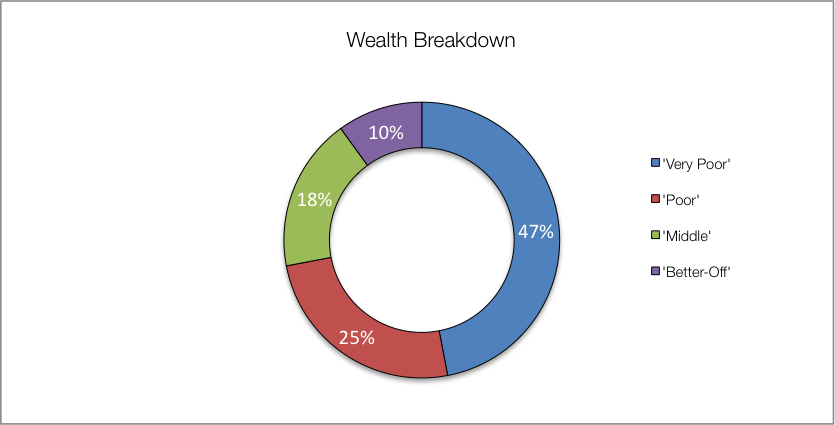 Wealth Breakdown
10%
18%
47%
25%
'Very Poor'
'Poor'
'Middle'
'Better-Off'